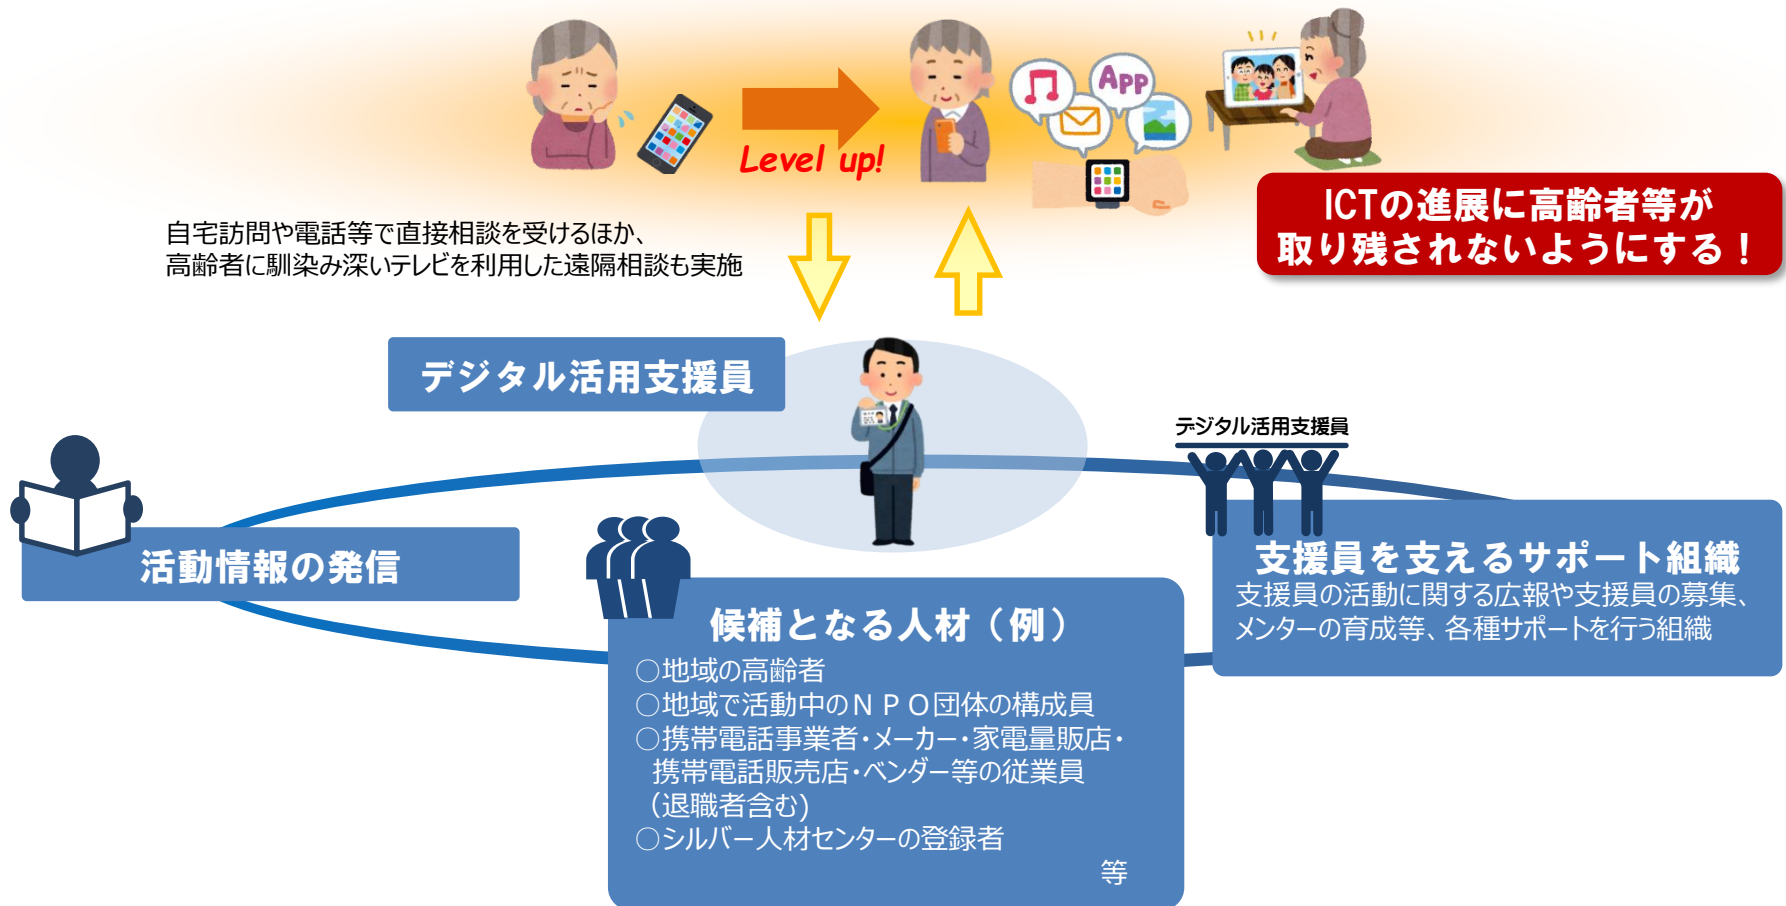 App
Level up!
ICTの進展に高齢者等が
取り残されないようにする！
自宅訪問や電話等で直接相談を受けるほか、
高齢者に馴染み深いテレビを利用した遠隔相談も実施
デジタル活用支援員
デジタル活用支援員
活動情報の発信
支援員を支えるサポート組織
支援員の活動に関する広報や支援員の募集、
メンターの育成等、各種サポートを行う組織
候補となる人材（例）
○地域の高齢者
○地域で活動中のＮＰＯ団体の構成員
○携帯電話事業者・メーカー・家電量販店・
携帯電話販売店・ベンダー等の従業員
（退職者含む)
○シルバー人材センターの登録者
等